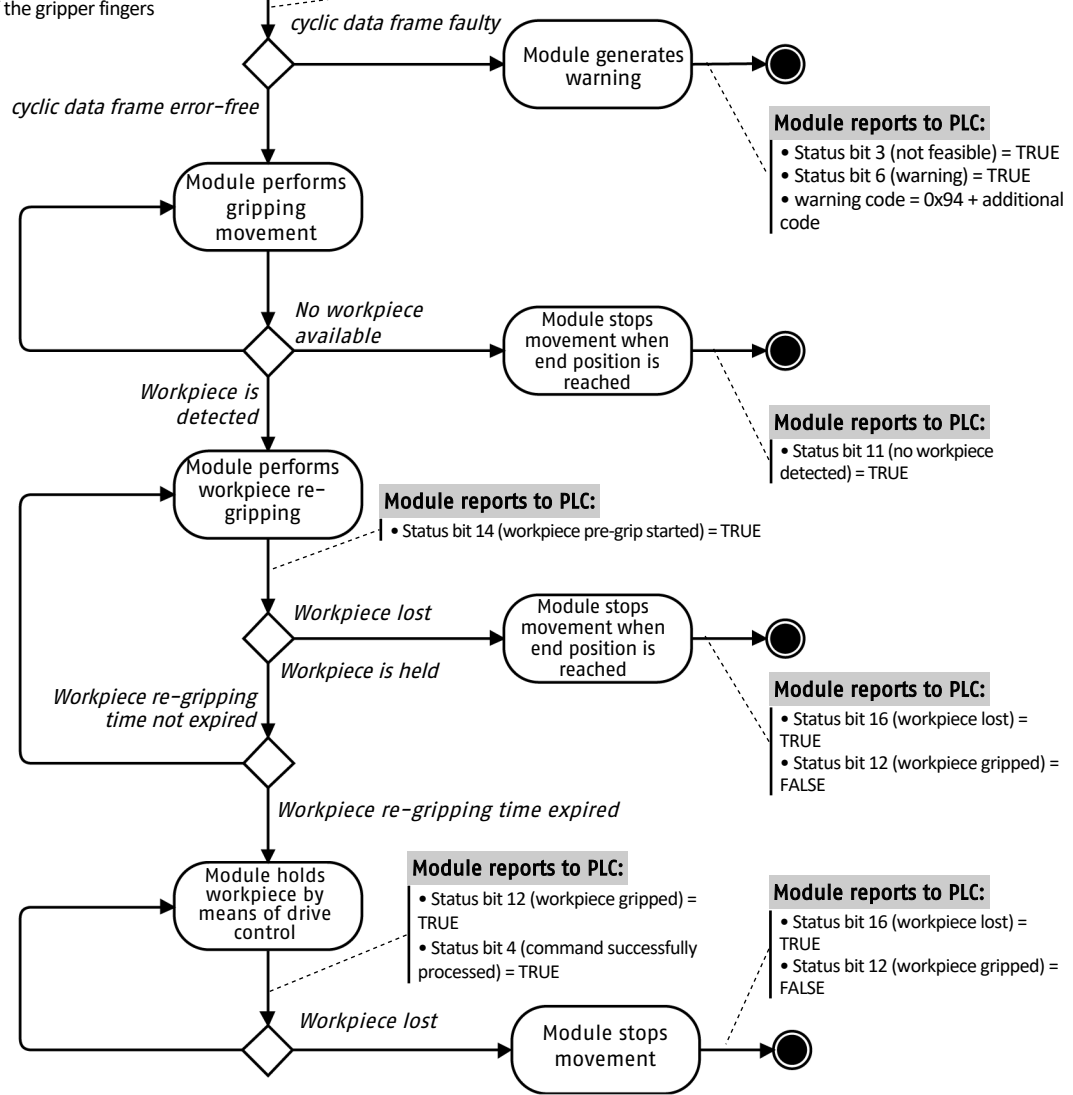 the gripper fingers
cyclic data frame faulty
Module generates
warning
cyclic data frame error-free
Module reports to PLC:
• Status bit 3 (not feasible) = TRUE
• Status bit 6 (warning) = TRUE
• warning code = 0x94 + additional
code
Module performs
gripping
movement
No workpiece
available
Module stops
movement when
end position is
reached
Workpiece is
detected
Module reports to PLC:
• Status bit 11 (no workpiece
detected) = TRUE
Module performs
workpiece re-
gripping
Module reports to PLC:
• Status bit 14 (workpiece pre-grip started) = TRUE
Workpiece lost
Module stops
movement when
end position is
reached
Workpiece is held
Module reports to PLC:
• Status bit 16 (workpiece lost) =
TRUE
• Status bit 12 (workpiece gripped) =
FALSE
Workpiece re-gripping
time not expired
Workpiece re-gripping time expired
Module holds
workpiece by
means of drive
control
Module reports to PLC:
• Status bit 12 (workpiece gripped) =
TRUE
• Status bit 4 (command successfully
processed) = TRUE
Module reports to PLC:
• Status bit 16 (workpiece lost) =
TRUE
• Status bit 12 (workpiece gripped) =
FALSE
Workpiece lost
Module stops
movement